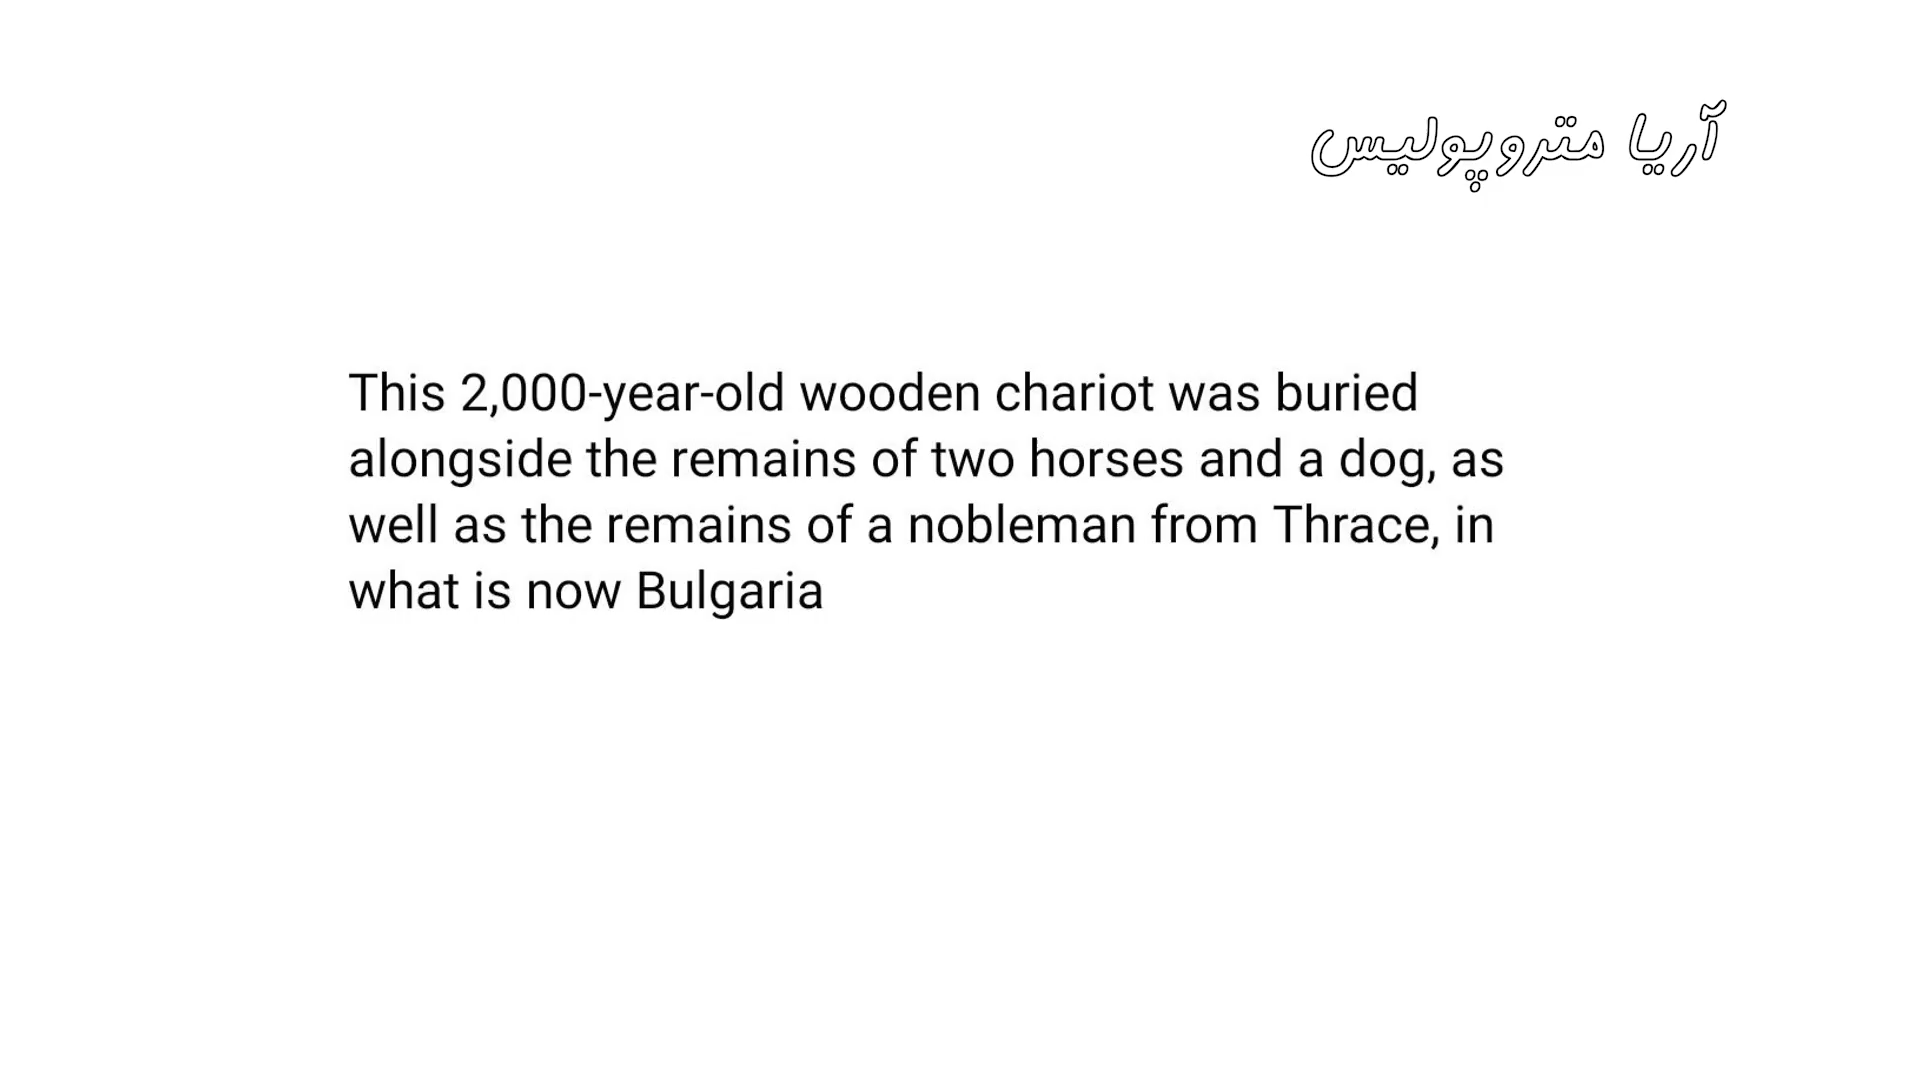 آریا متروپولیس
This 2,000-year-old wooden chariot was buried
alongside the remains of two horses and a dog, as
well as the remains of a nobleman from Thrace, in
what is now Bulgaria